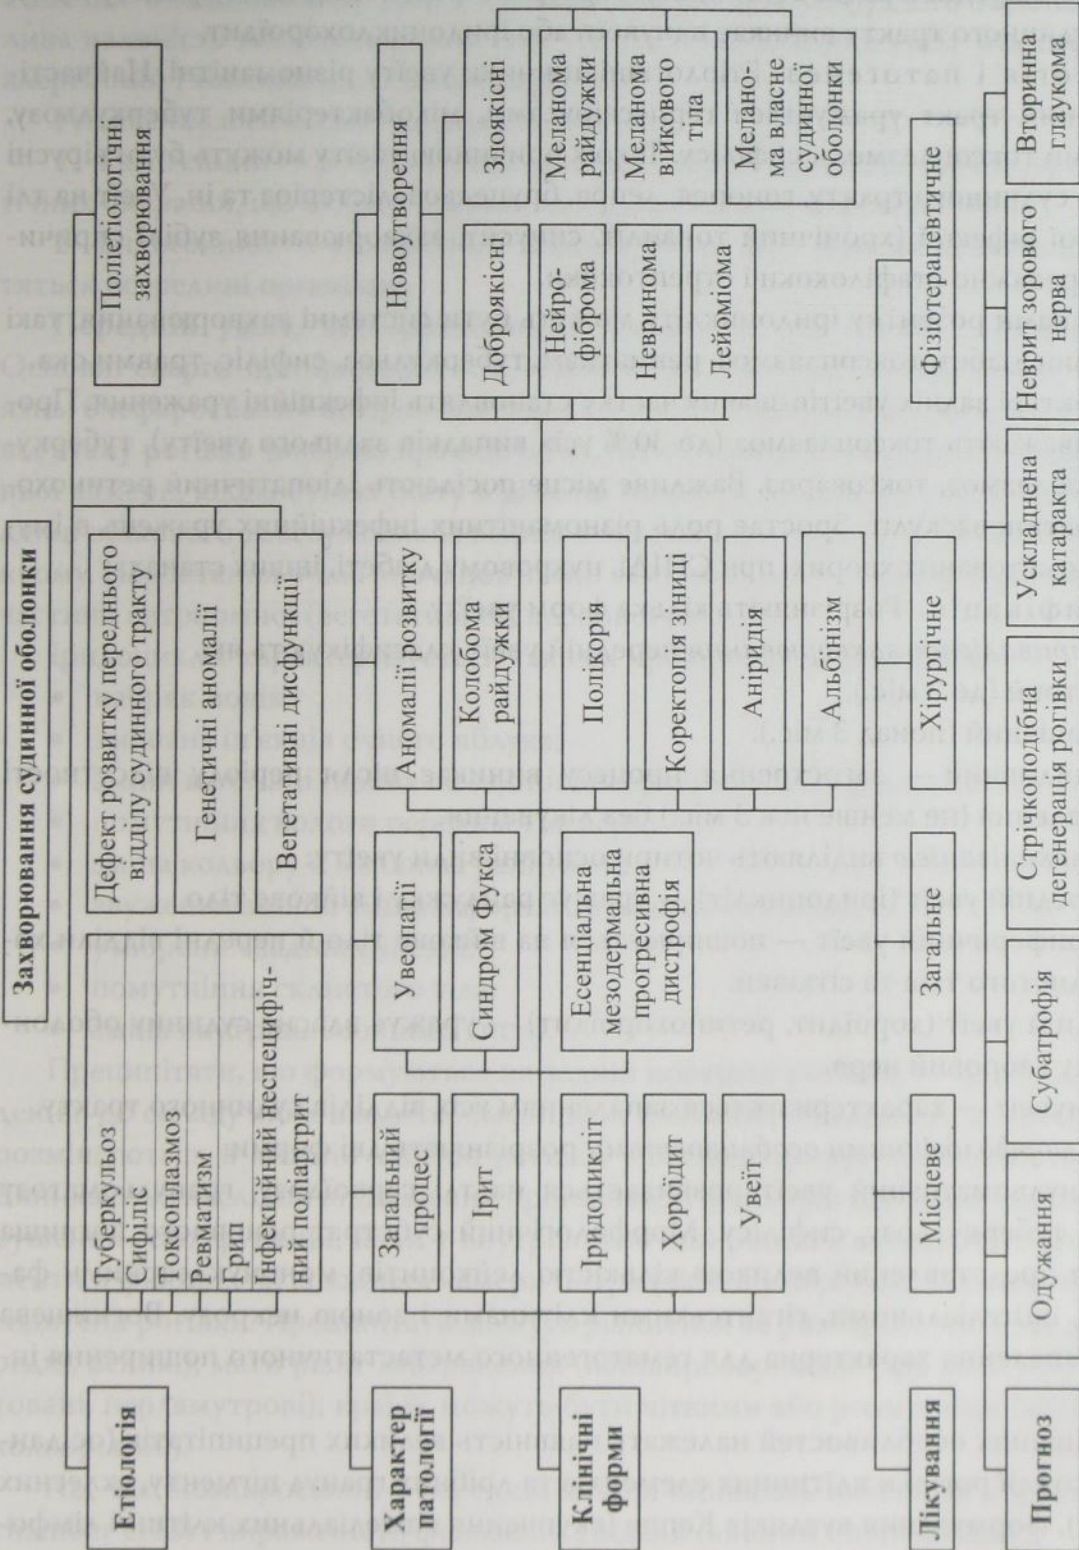 Захворювання судинної оболонки
Етіологія
Туберкульоз
Сифіліс
Токсоплазмоз
Ревматизм
Грип
Інфекційний неспецифіч-
ний поліартрит
Дефект розвитку переднього
відділу судинного тракту
Генетичні аномалії
Вегетативні дисфункції
Поліетіологічні
захворювання
Характер
патології
Запальний
процес
Увеопатії
Аномалії розвитку
Новоутворення
Клінічні
форми
Ірит
Іридоцикліт
Хороїдит
Увеїт
Синдром Фукса
Есенціальна
мезодермальна
прогресивна
дистрофія
Колобома
райдужки
Полікорія
Коректопія зіниці
Анірідія
Альбінізм
Доброякісні
Нейро-
фіброма
Невринома
Лейоміома
Злоякісні
Меланома
райдужки
Меланома
війкового
тіла
Мелано-
ма власне
судинної
оболонки
Лікування
Місцеве
Загальне
Хірургічне
Фізіотерапевтичне
Прогноз
Одужання
Субатрофія
Стрічкоподібна
дегенерація рогівки
Ускладнена
катаракта
Неврит зорового
нерва
Вторинна
глаукома